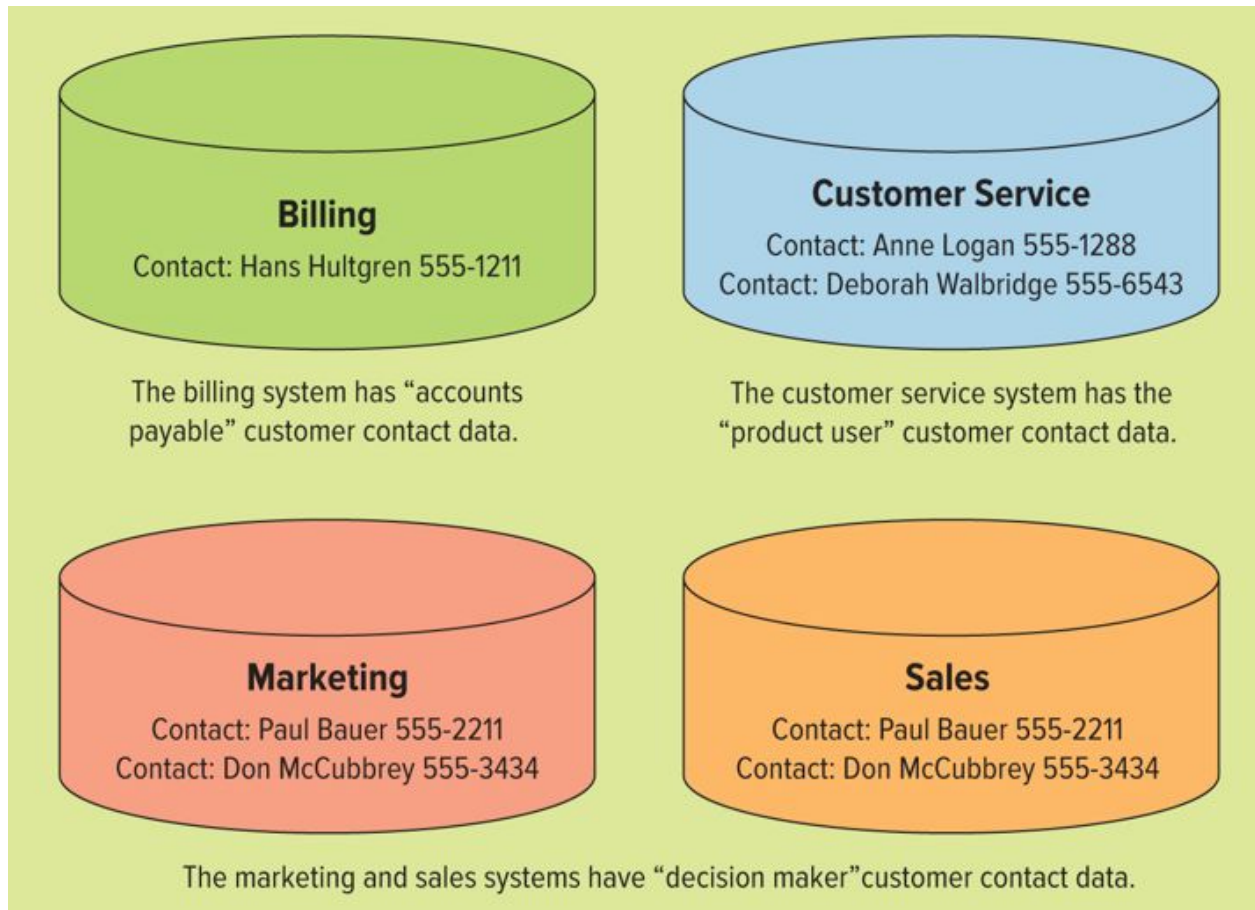 Billing
Contact: Hans Hultgren 555-1211
Customer Service
Contact: Anne Logan 555-1288
Contact: Deborah Walbridge 555-6543
The billing system has “accounts
payable” customer contact data.
The customer service system has the
“product user” customer contact data.
Marketing
Contact: Paul Bauer 555-2211
Contact: Don McCubbrey 555-3434
Sales
Contact: Paul Bauer 555-2211
Contact: Don McCubbrey 555-3434
The marketing and sales systems have “decision maker”customer contact data.